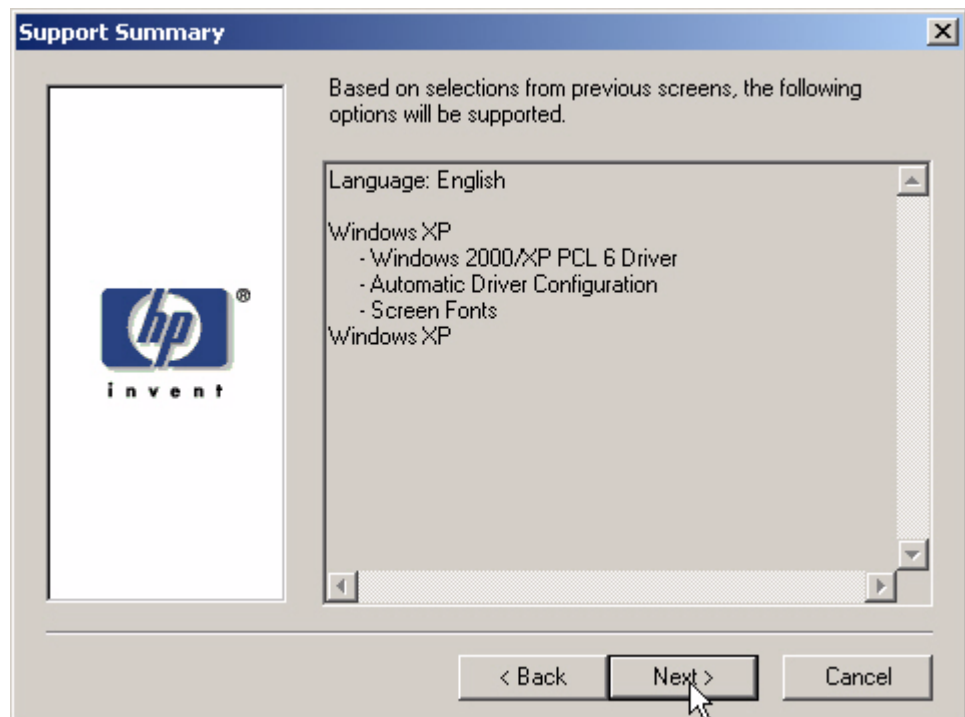 Support Summary
Based on selections from previous screens, the following
options will be supported.
Language: English
Windows XP
- Windows 2000/XP PCL 6 Driver
- Automatic Driver Configuration
- Screen Fonts
Windows XP
hp ®
invent
< Back Next > Cancel